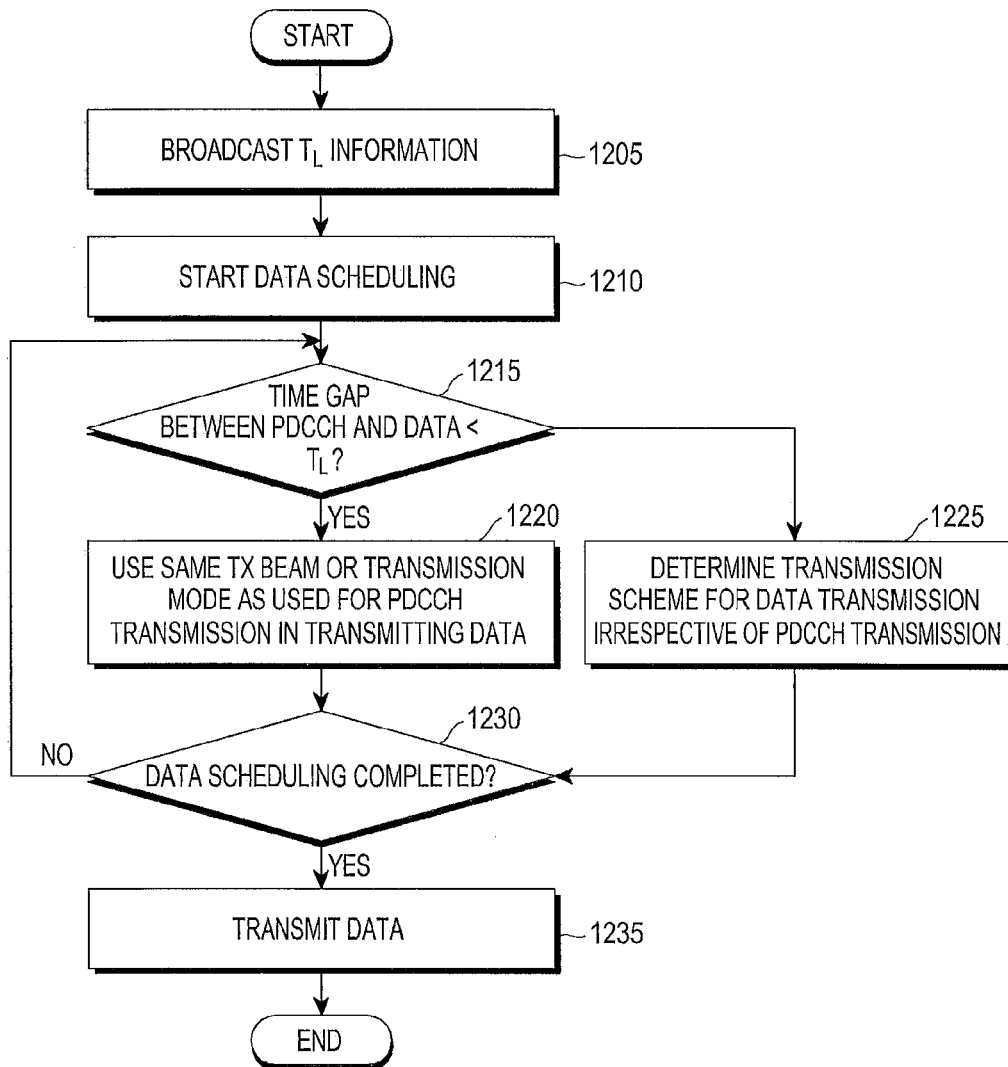 START
BROADCAST TL INFORMATION
1205
START DATA SCHEDULING
1210
1215
TIME GAP
BETWEEN PDCCH AND DATA <
TL?
YES
1220
USE SAME TX BEAM OR TRANSMISSION
MODE AS USED FOR PDCCH
TRANSMISSION IN TRANSMITTING DATA
1225
DETERMINE TRANSMISSION
SCHEME FOR DATA TRANSMISSION
IRRESPECTIVE OF PDCCH TRANSMISSION
1230
NO
DATA SCHEDULING COMPLETED?
YES
TRANSMIT DATA
1235
END